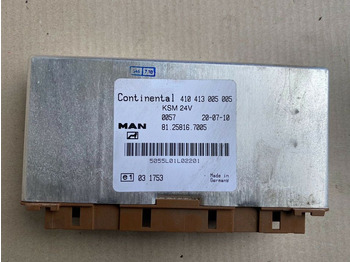 Continental 410 413 005 005
KSM 24V
0057 20-07-10
MAN 81.25816.7005
5055L01L02201
e1 03 1753
Made in Germany